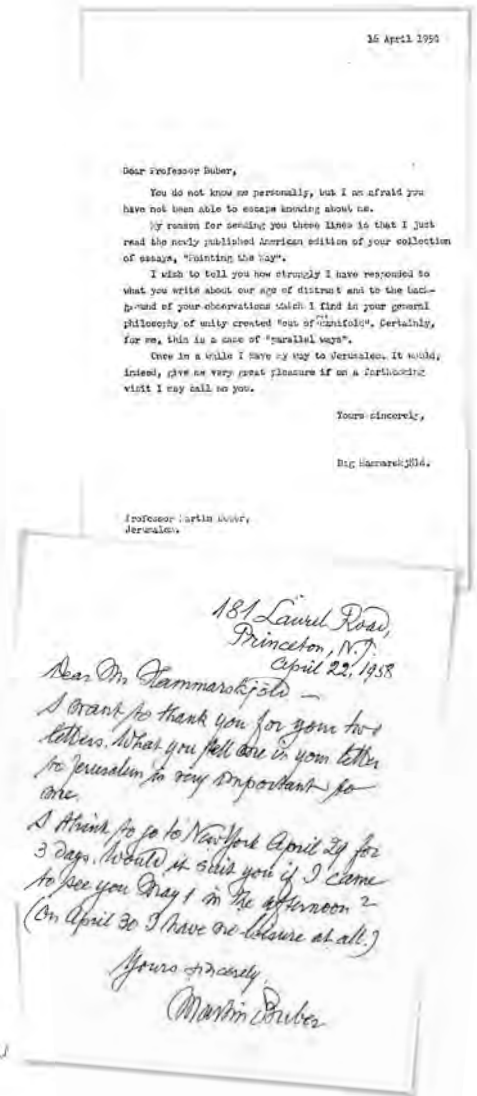 16 April 1958
Dear Professor Buber,
You do not know me personally, but I am afraid you
have not been able to escape knowing about me.
My reason for sending you these lines is that I just
read the newly published American edition of your collection
of essays, "Pointing the Way".
I wish to tell you how strongly I have responded to
what you write about our age of distrust and to the back-
ground of your observations which I find in your general
philosophy of unity created "out of manifold". Certainly,
for me, this is a case of "parallel ways".
Once in a while I have my way to Jerusalem. It would,
indeed, give me very great pleasure if on a forthcoming
visit I may call on you.
Yours sincerely,
Dag Hammarskjöld.
Professor Martin Buber,
Jerusalem.
181 Laurel Road,
Princeton, N.J.
April 22, 1958
Dear Mr Hammarskjöld —
I want to thank you for your two
letters. What you tell me in your letter
to Jerusalem is very important to
me.
I think to go to New York April 29 for
3 days. Would it suit you if I came
to see you May 1 in the afternoon?
(On April 30 I have no leisure at all.)
Yours sincerely,
Martin Buber